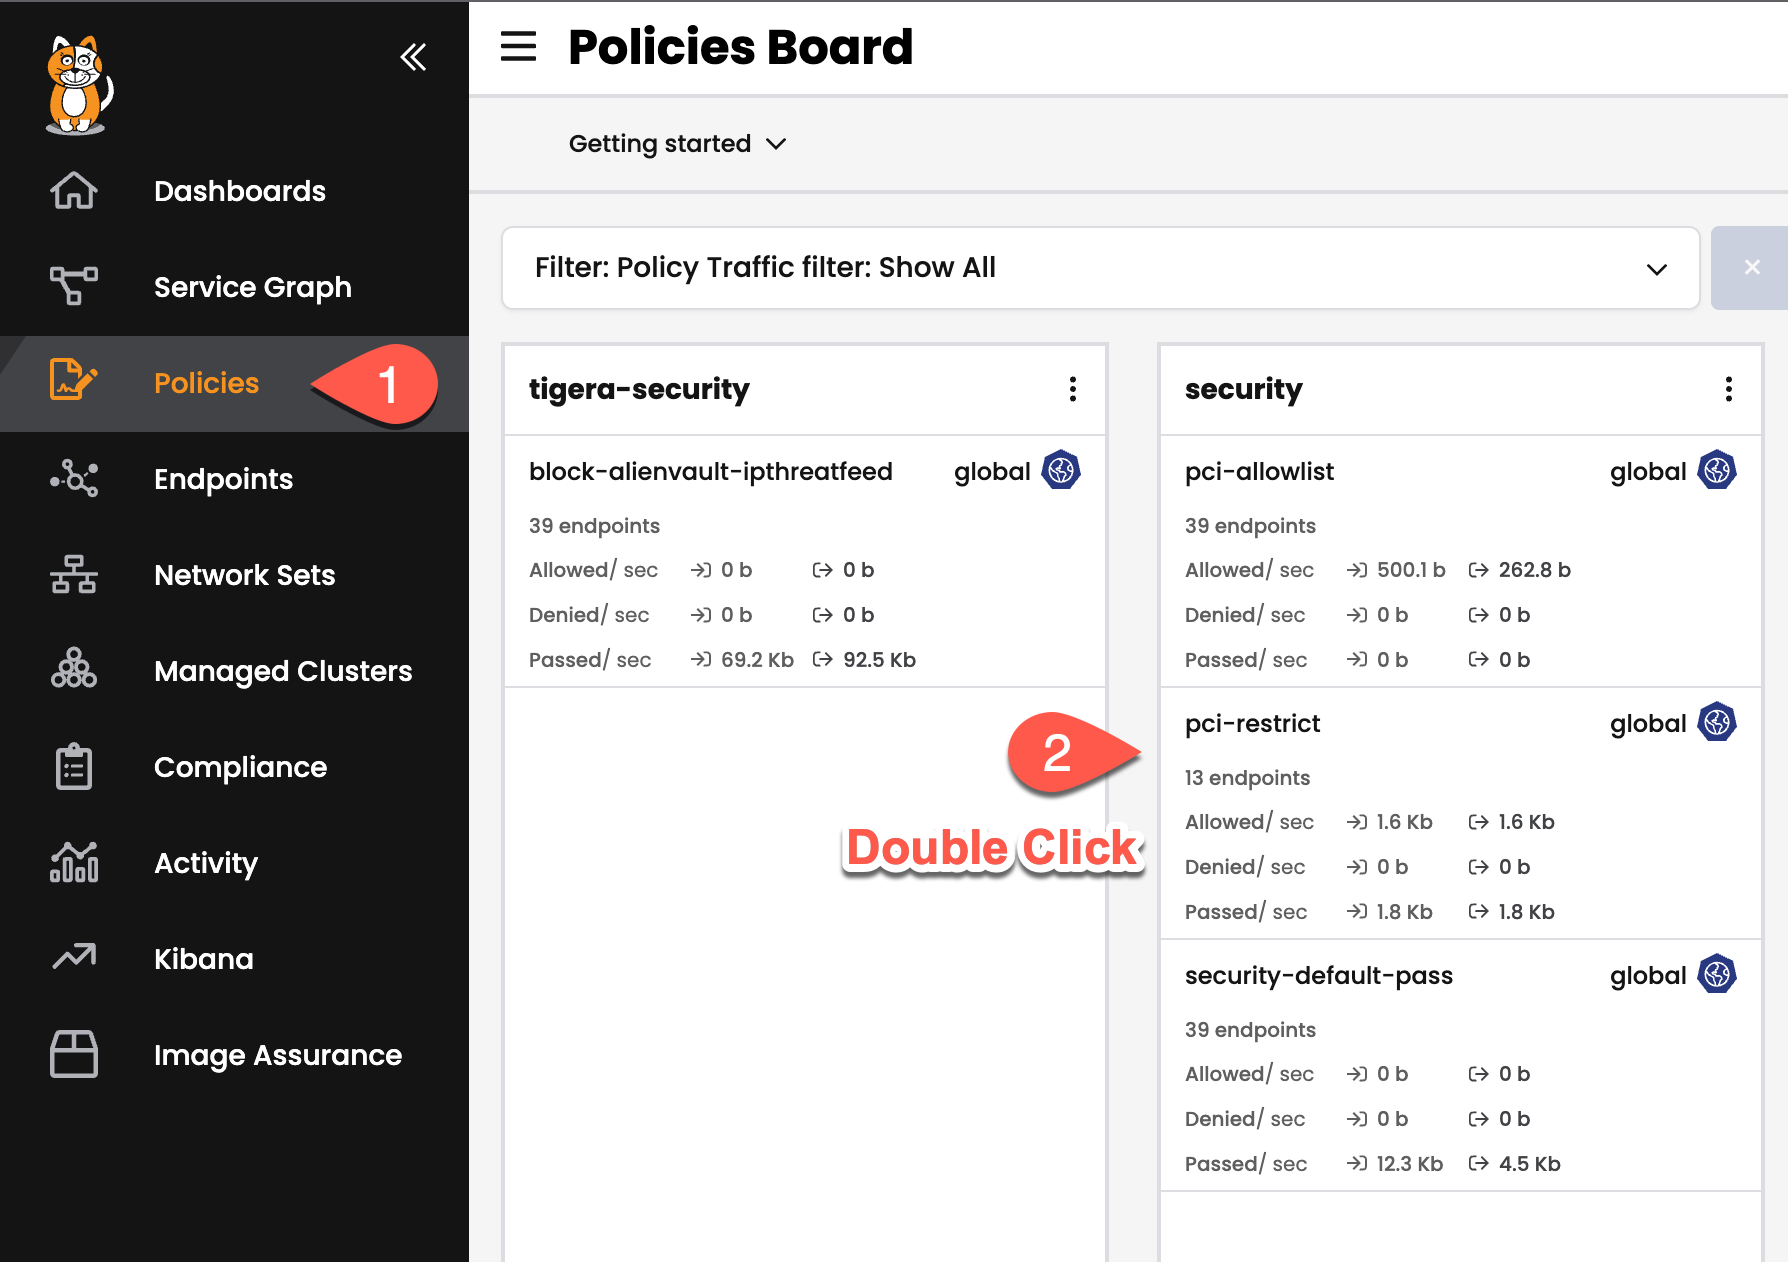 Policies Board
Getting started
Dashboards
Service Graph
Policies
1
Endpoints
Network Sets
Managed Clusters
Compliance
Activity
Kibana
Image Assurance
Filter: Policy Traffic filter: Show All
tigera-security
block-alienvault-ipthreatfeed global
39 endpoints
Allowed/ sec 0 b 0 b
Denied/ sec 0 b 0 b
Passed/ sec 69.2 Kb 92.5 Kb
2
Double Click
security
pci-allowlist global
39 endpoints
Allowed/ sec 500.1 b 262.8 b
Denied/ sec 0 b 0 b
Passed/ sec 0 b 0 b
pci-restrict global
13 endpoints
Allowed/ sec 1.6 Kb 1.6 Kb
Denied/ sec 0 b 0 b
Passed/ sec 1.8 Kb 1.8 Kb
security-default-pass global
39 endpoints
Allowed/ sec 0 b 0 b
Denied/ sec 0 b 0 b
Passed/ sec 12.3 Kb 4.5 Kb